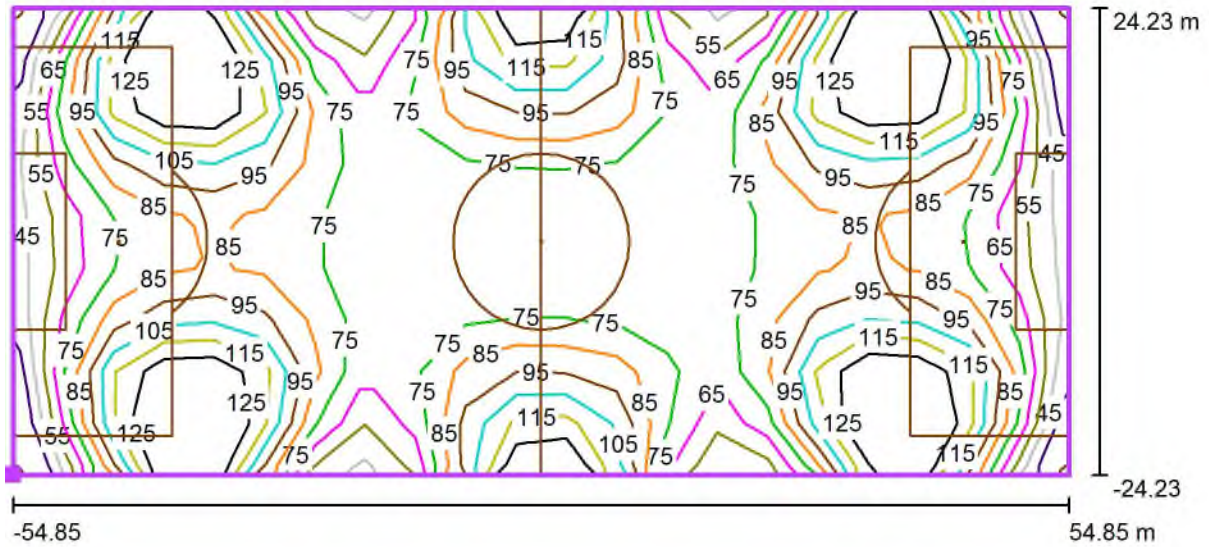 24.23 m
115 115 55 95
65 75 85
125 125 95 115 65 95 125 75
55 95 95 75 75 95 85 95
105 75 75 115 45
55 95 75 95 75
85 85 55
45 75 85 75 85 65
85 95 85 95
105 75 75 75 75 95
75 115 75 85 85 115 115
85 95 75 95 65 95 85
125 85 115 125 45
55 125 85 105
75 75 115
-24.23
-54.85 54.85 m